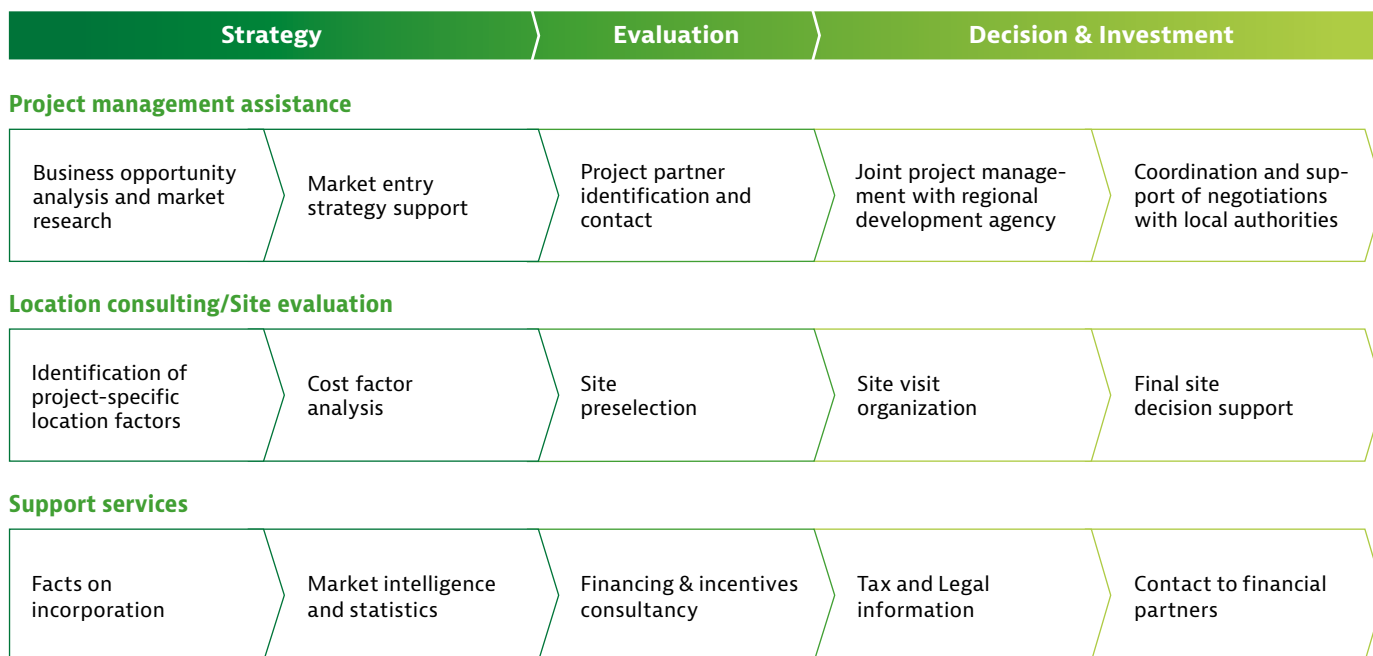 Strategy
Evaluation
Decision & Investment
Project management assistance
Business opportunity
analysis and market
research
Market entry
strategy support
Project partner
identification and
contact
Joint project manage-
ment with regional
development agency
Coordination and sup-
port of negotiations
with local authorities
Location consulting/Site evaluation
Identification of
project-specific
location factors
Cost factor
analysis
Site
preselection
Site visit
organization
Final site
decision support
Support services
Facts on
incorporation
Market intelligence
and statistics
Financing & incentives
consultancy
Tax and Legal
information
Contact to financial
partners